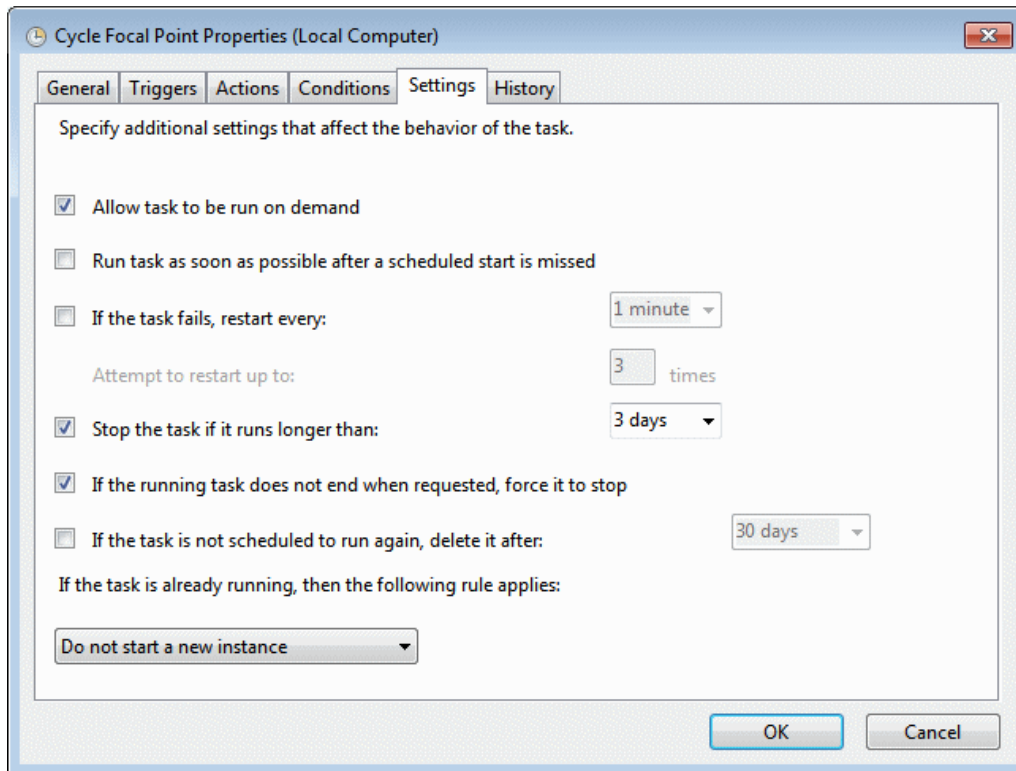 Cycle Focal Point Properties (Local Computer)
General Triggers Actions Conditions Settings History
Specify additional settings that affect the behavior of the task.
Allow task to be run on demand
Run task as soon as possible after a scheduled start is missed
If the task fails, restart every: 1 minute
Attempt to restart up to: 3 times
Stop the task if it runs longer than: 3 days
If the running task does not end when requested, force it to stop
If the task is not scheduled to run again, delete it after: 30 days
If the task is already running, then the following rule applies:
Do not start a new instance
OK Cancel